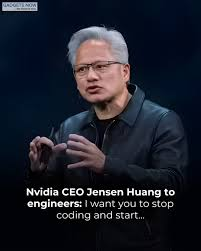 GADGETS NOW
Nvidia CEO Jensen Huang to
engineers: I want you to stop
coding and start...